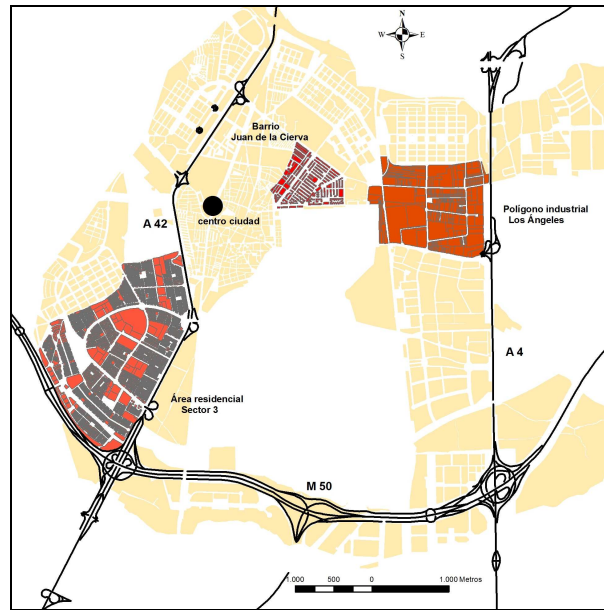 N
W E
S
Barrio
Juan de la Cierva
Polígono industrial
Los Ángeles
centro ciudad
A 42
A 4
Área residencial
Sector 3
M 50
1.000 500 0 1.000 Metros